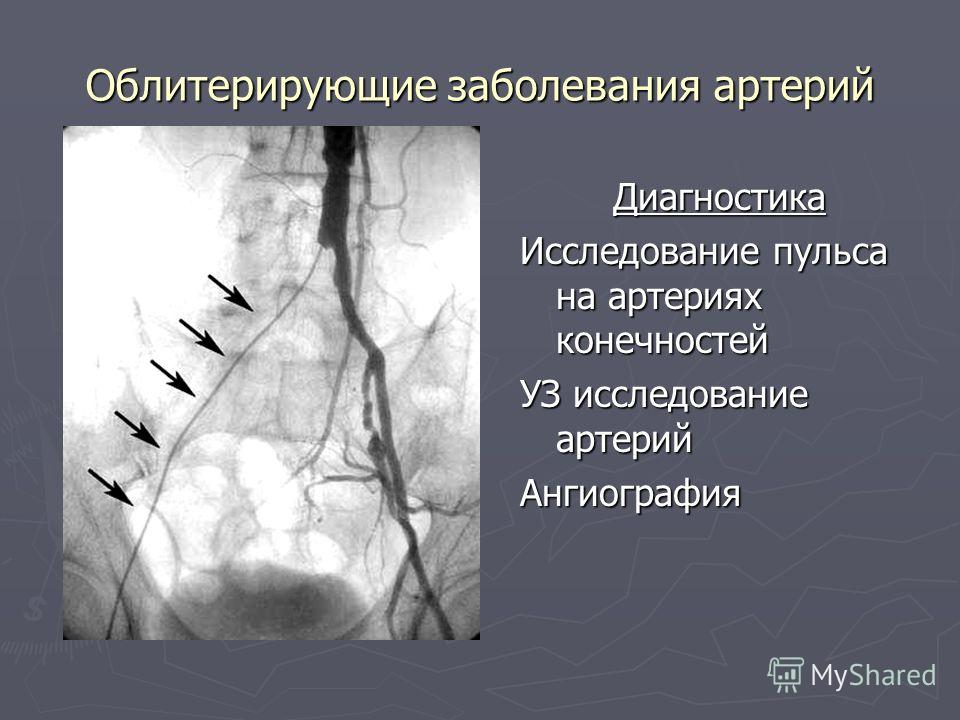 Облитерирующие заболевания артерий
Диагностика
Исследование пульса
на артериях
конечностей
УЗ исследование
артерий
Ангиография
MyShared